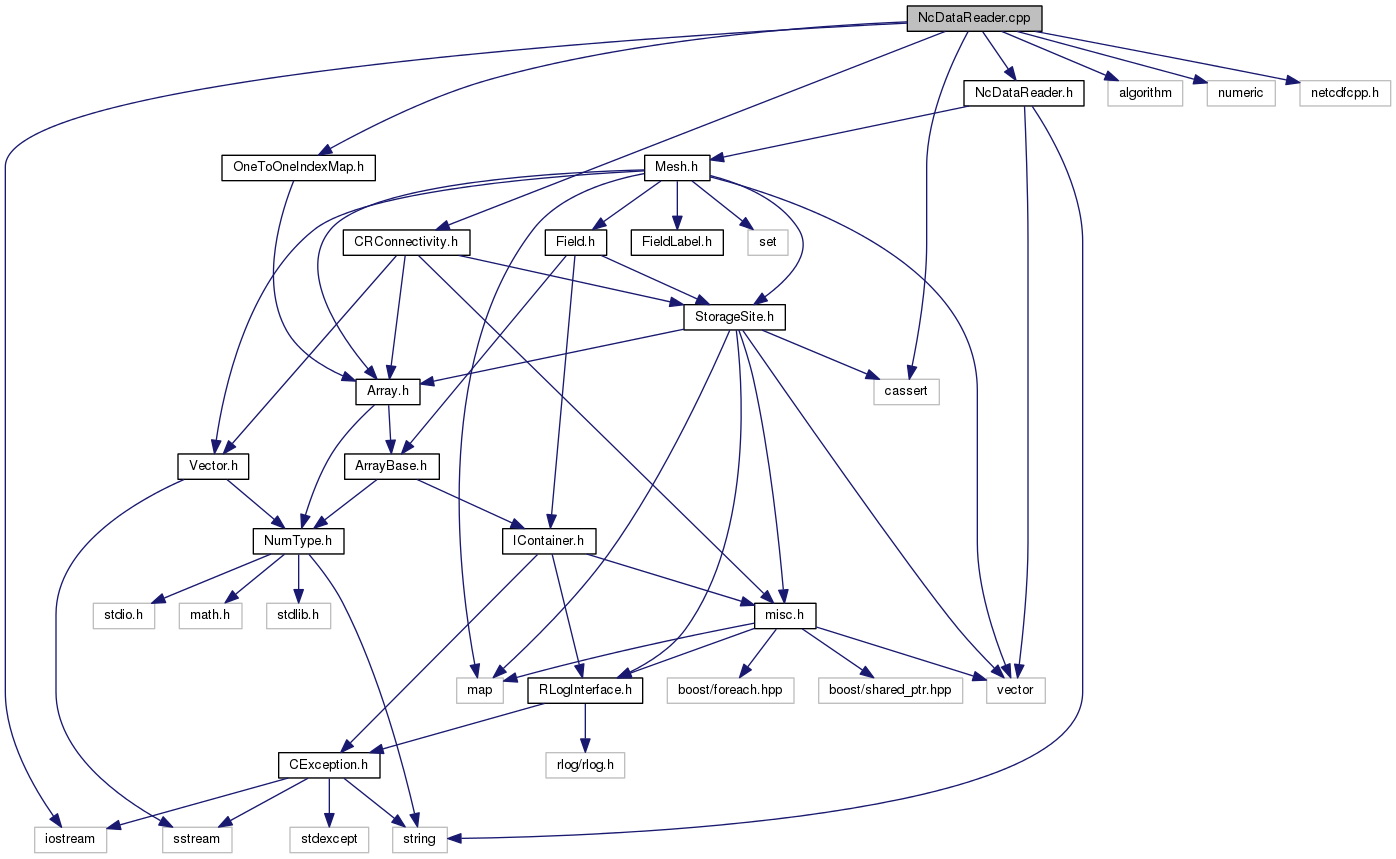 NcDataReader.cpp
NcDataReader.h
algorithm
numeric
netcdfcpp.h
OneToOneIndexMap.h
Mesh.h
CRConnectivity.h
Field.h
FieldLabel.h
set
StorageSite.h
Array.h
cassert
Vector.h
ArrayBase.h
NumType.h
IContainer.h
stdio.h
math.h
stdlib.h
misc.h
map
RLogInterface.h
boost/foreach.hpp
boost/shared_ptr.hpp
vector
CException.h
rlog/rlog.h
iostream
sstream
stdexcept
string